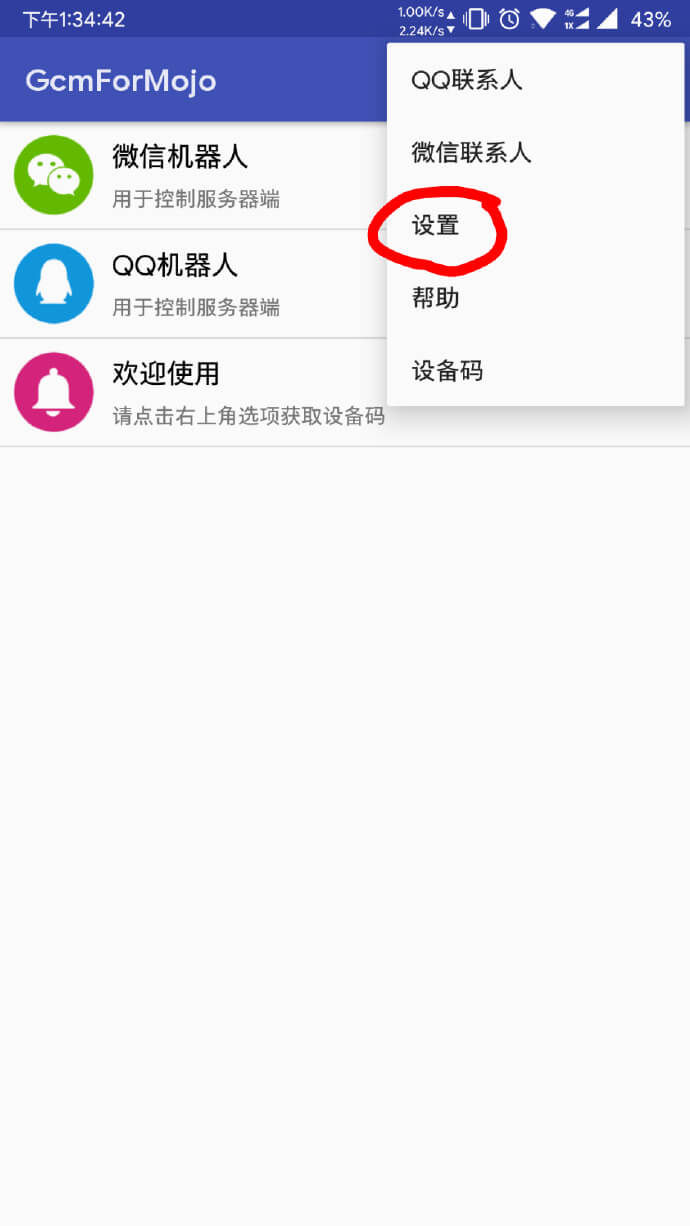 下午1:34:42
1.00K/s
2.24K/s
4G
1X
43%
GcmForMojo
QQ联系人
微信联系人
设置
帮助
设备码
微信机器人
用于控制服务器端
QQ机器人
用于控制服务器端
欢迎使用
请点击右上角选项获取设备码